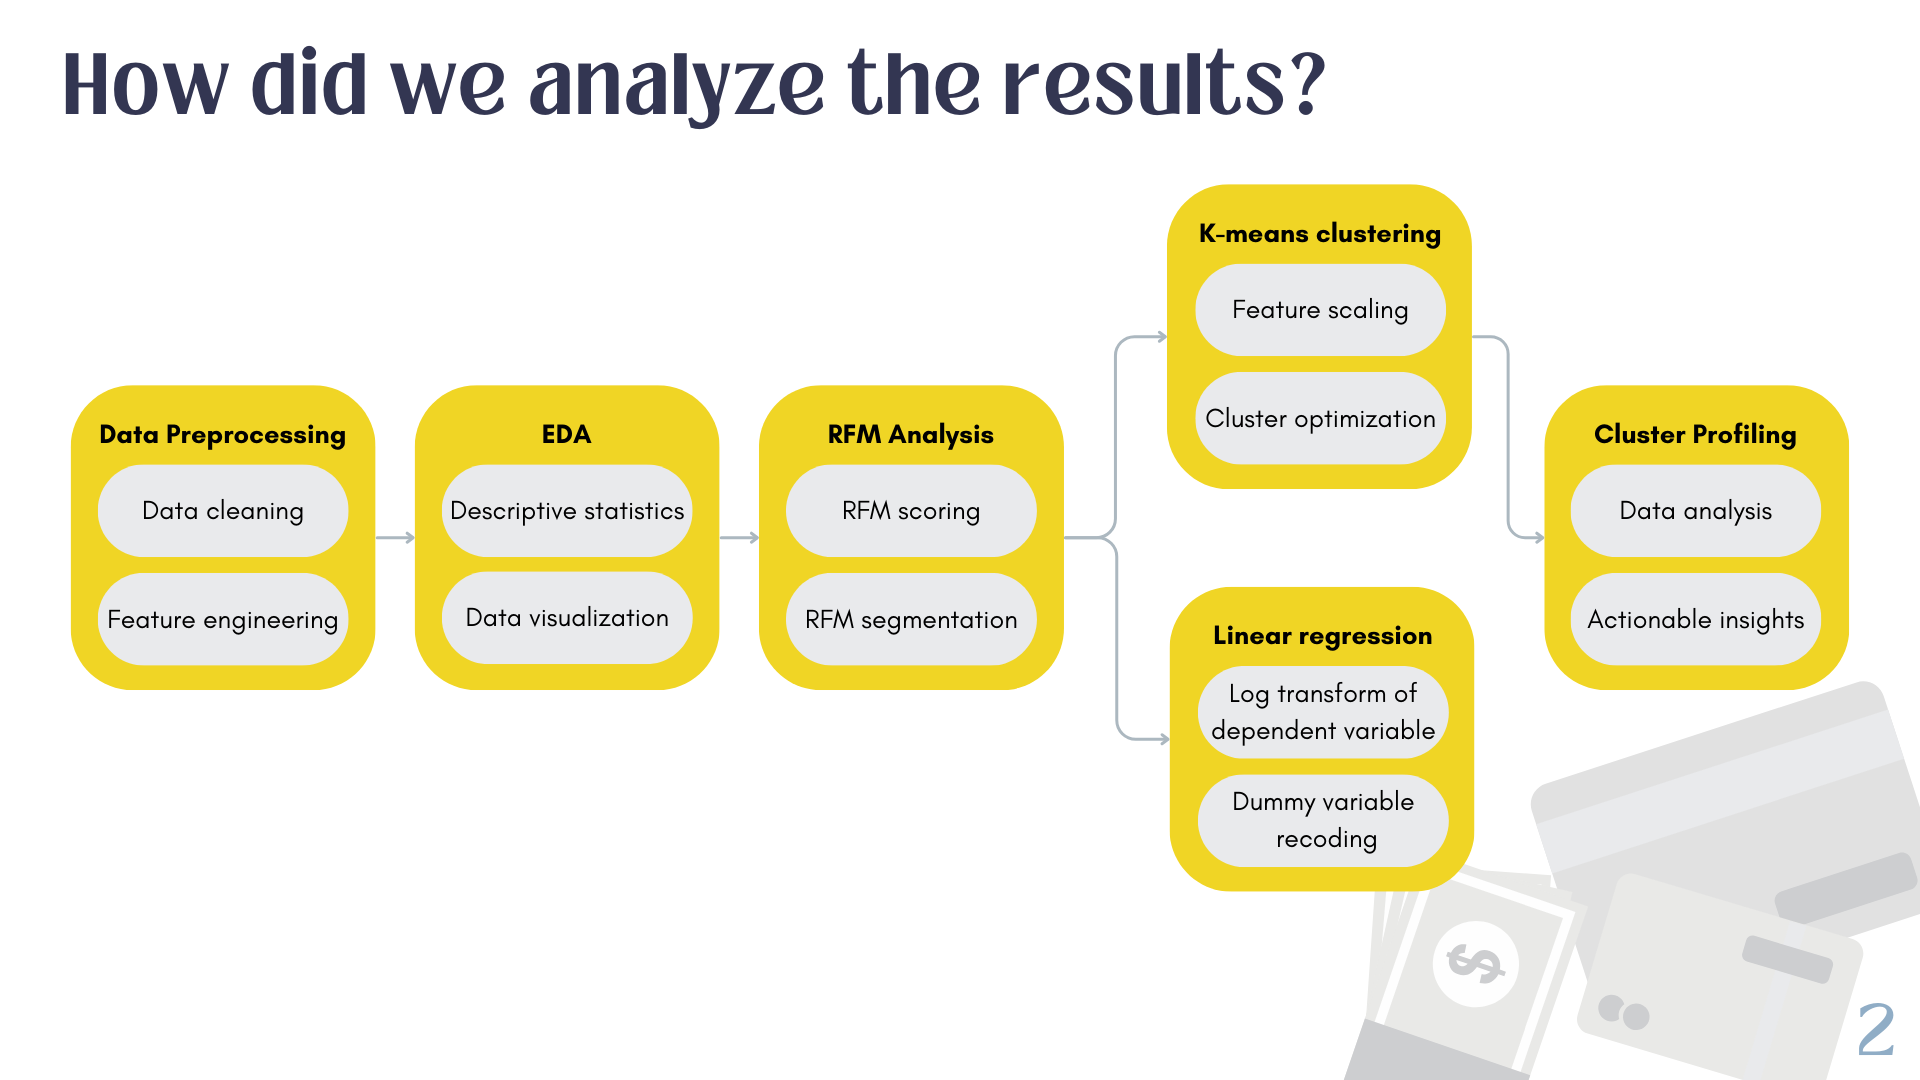 How did we analyze the results?
Data Preprocessing
Data cleaning
Feature engineering
EDA
Descriptive statistics
Data visualization
RFM Analysis
RFM scoring
RFM segmentation
K-means clustering
Feature scaling
Cluster optimization
Linear regression
Log transform of
dependent variable
Dummy variable
recoding
Cluster Profiling
Data analysis
Actionable insights
$
2